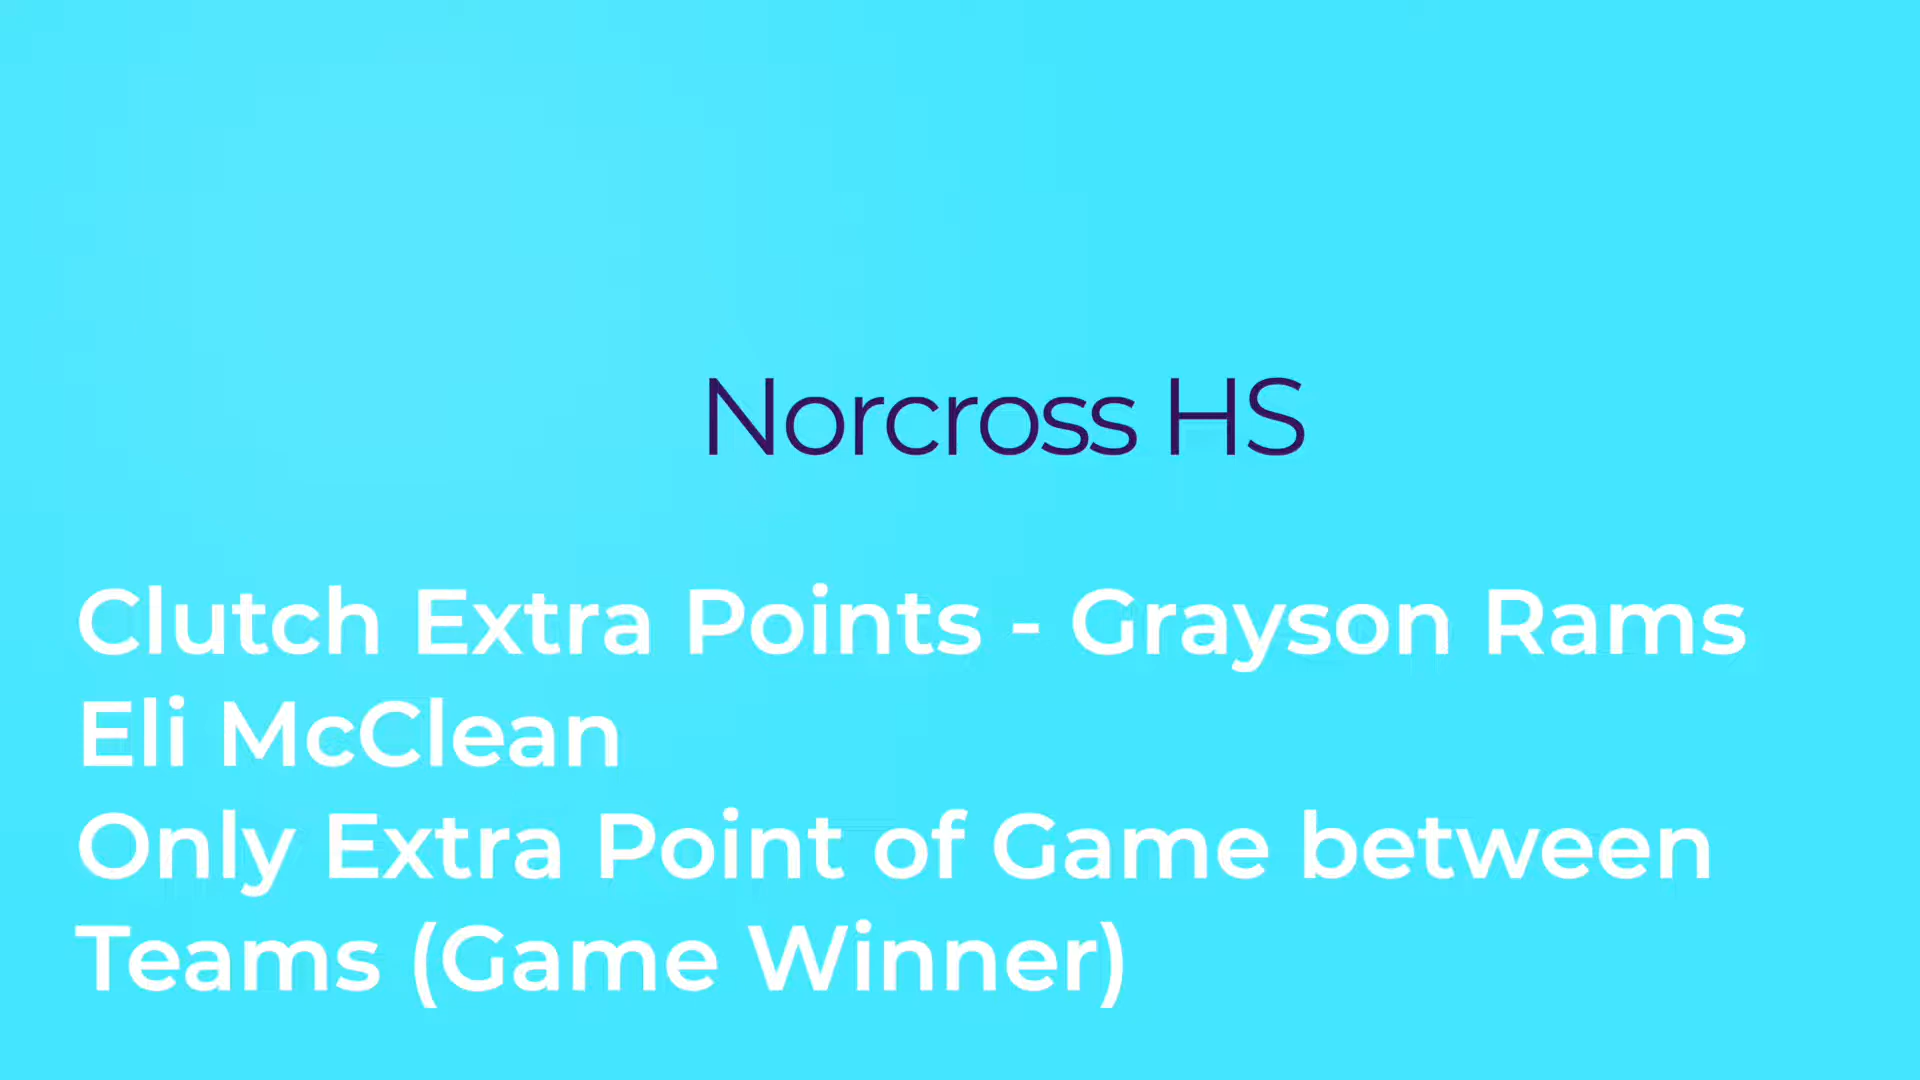 Norcross HS
Clutch Extra Points - Grayson Rams
Eli McClean
Only Extra Point of Game between
Teams (Game Winner)